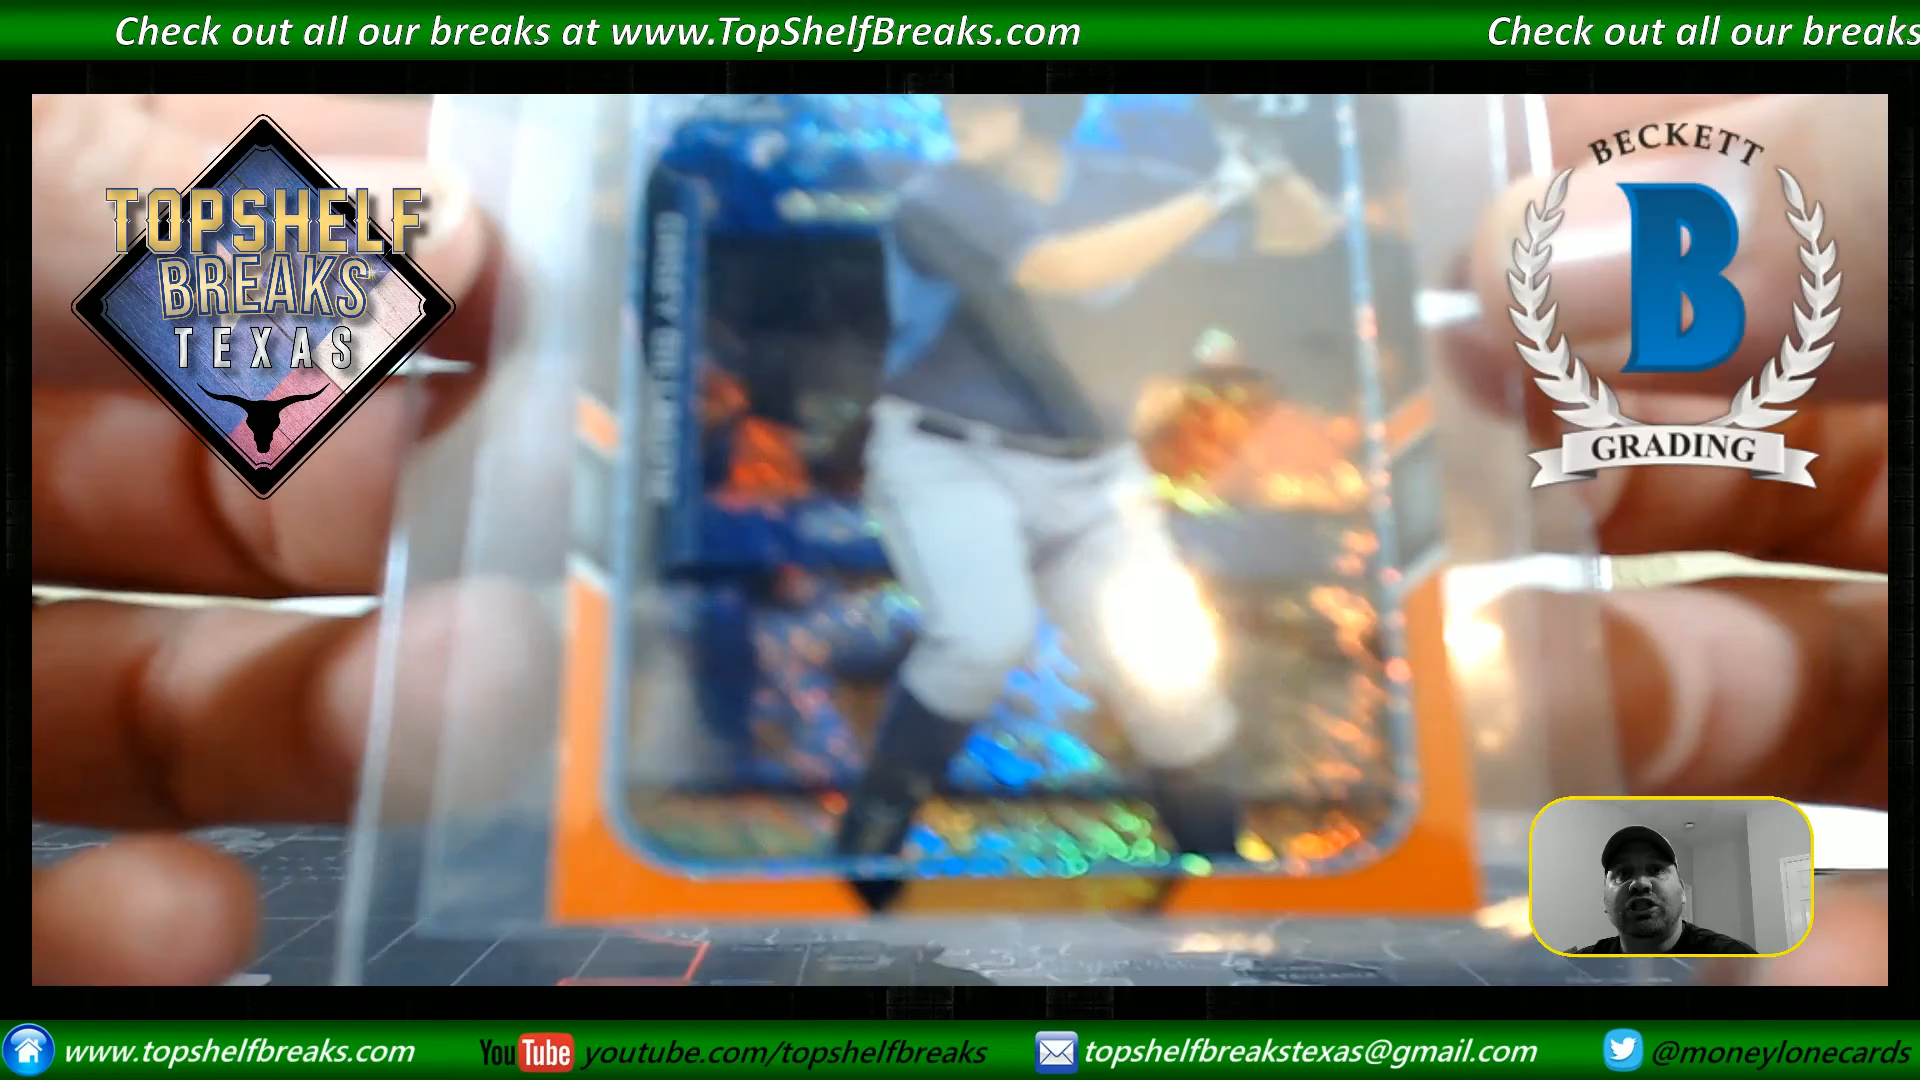 Check out all our breaks at www.TopShelfBreaks.com
Check out all our breaks
TOPSHELF
BREAKS
TEXAS
BECKETT
B
GRADING
www.topshelfbreaks.com
YouTube youtube.com/topshelfbreaks
topshelfbreakstexas@gmail.com
@moneylonecards